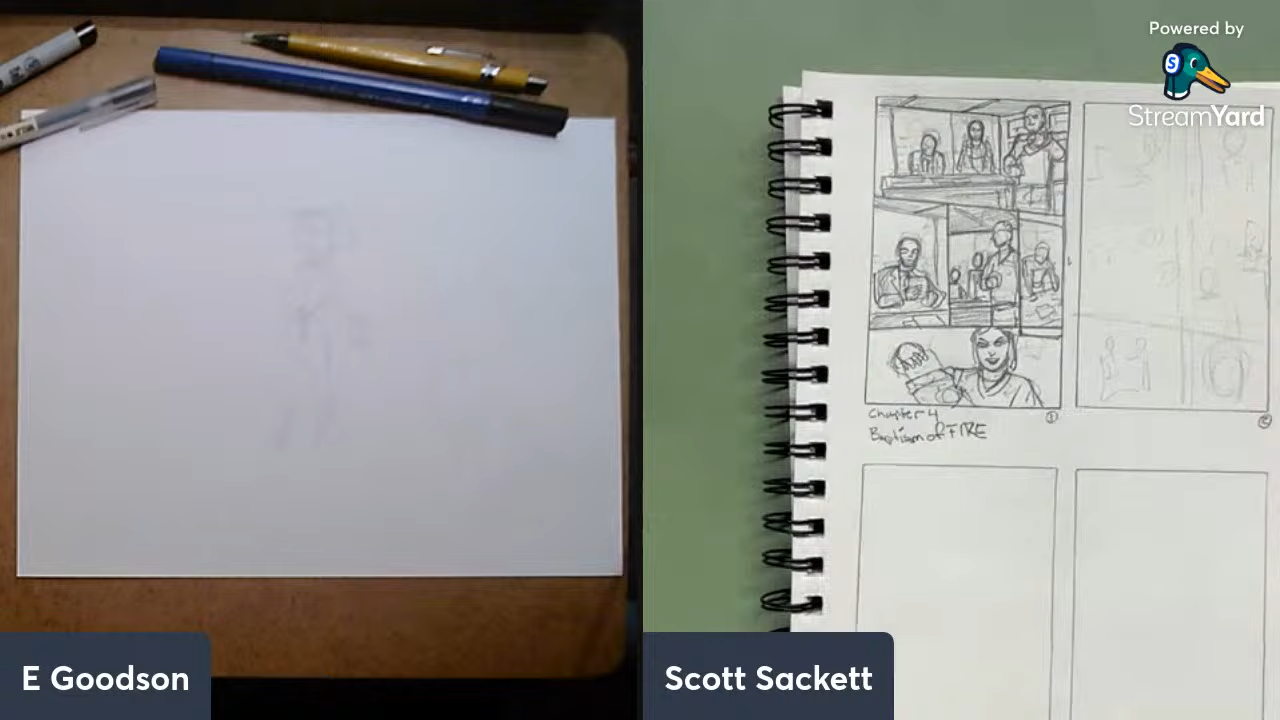 Powered by
StreamYard
Chapter 4
Baptism of FIRE
1
2
E Goodson
Scott Sackett